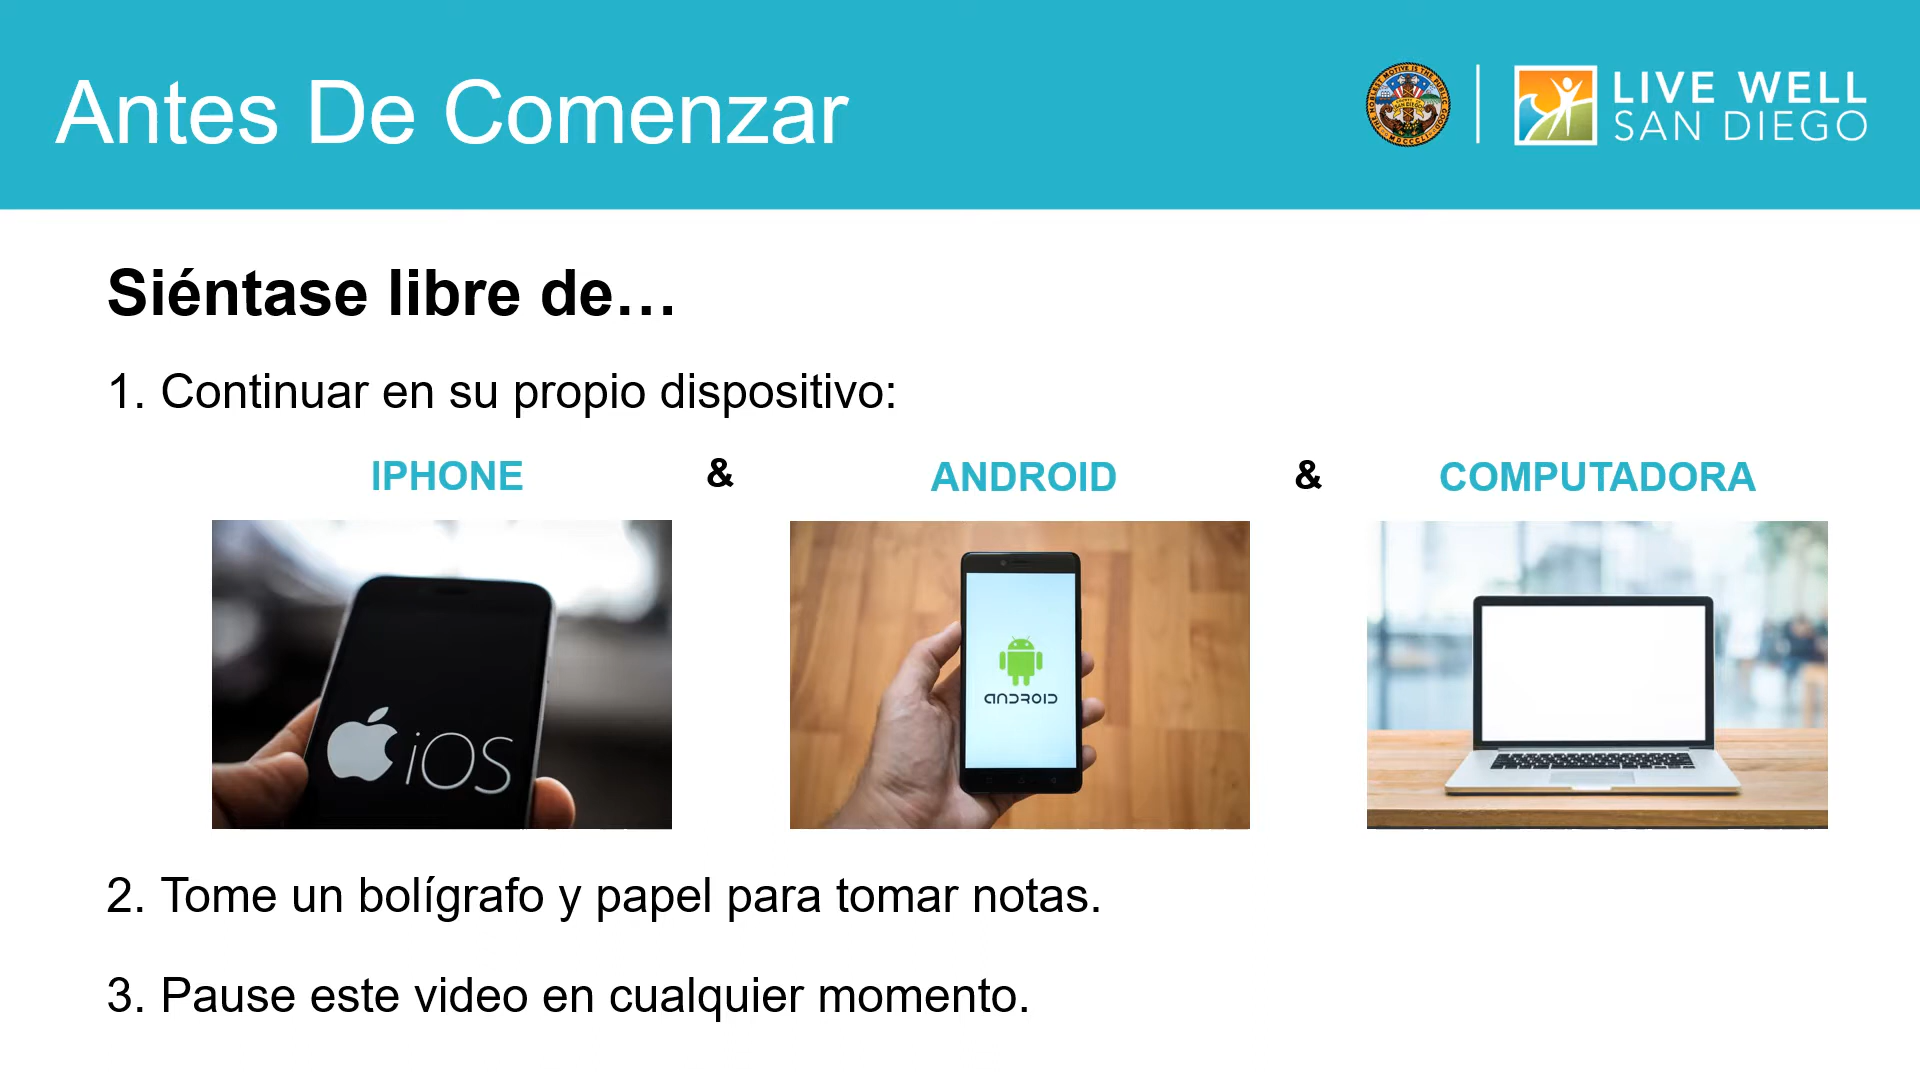 Antes De Comenzar
LIVE WELL
SAN DIEGO
Siéntase libre de…
1. Continuar en su propio dispositivo:
IPHONE & ANDROID & COMPUTADORA
iOS
ANDROID
2. Tome un bolígrafo y papel para tomar notas.
3. Pause este video en cualquier momento.